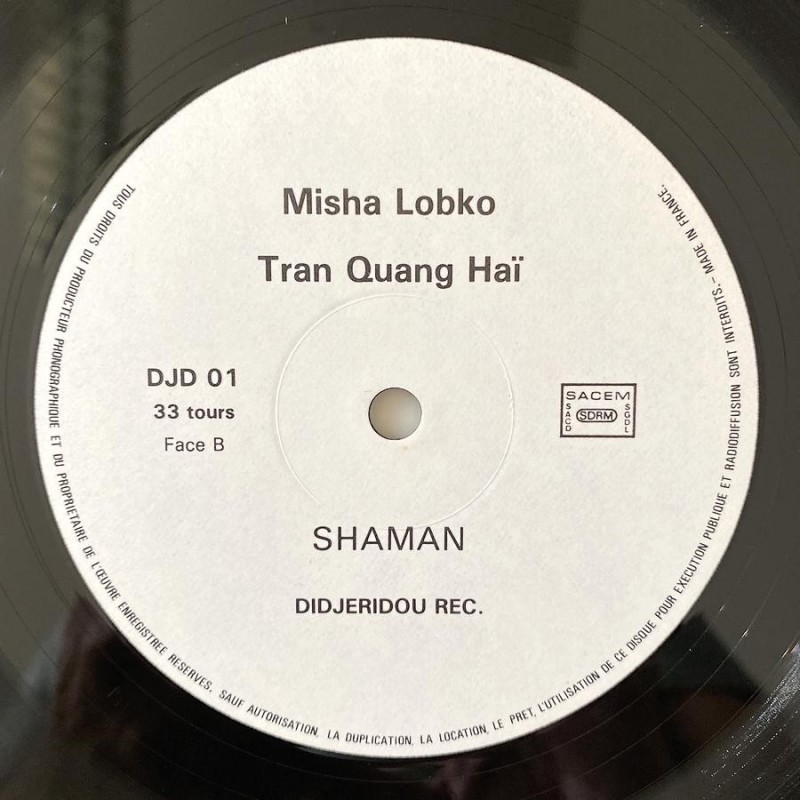 Misha Lobko
Tran Quang Haï
DJD 01
33 tours
Face B
SACEM
SACD
SDRM
SGDL
SHAMAN
DIDJERIDOU REC.
TOUS DROITS DU PRODUCTEUR PHONOGRAPHIQUE ET DU PROPRIETAIRE DE L'ŒUVRE ENREGISTREE RESERVES. SAUF AUTORISATION, LA DUPLICATION, LA LOCATION, LE PRET, L'UTILISATION DE CE DISQUE POUR EXECUTION PUBLIQUE ET RADIODIFFUSION SONT INTERDITS. – MADE IN FRANCE.